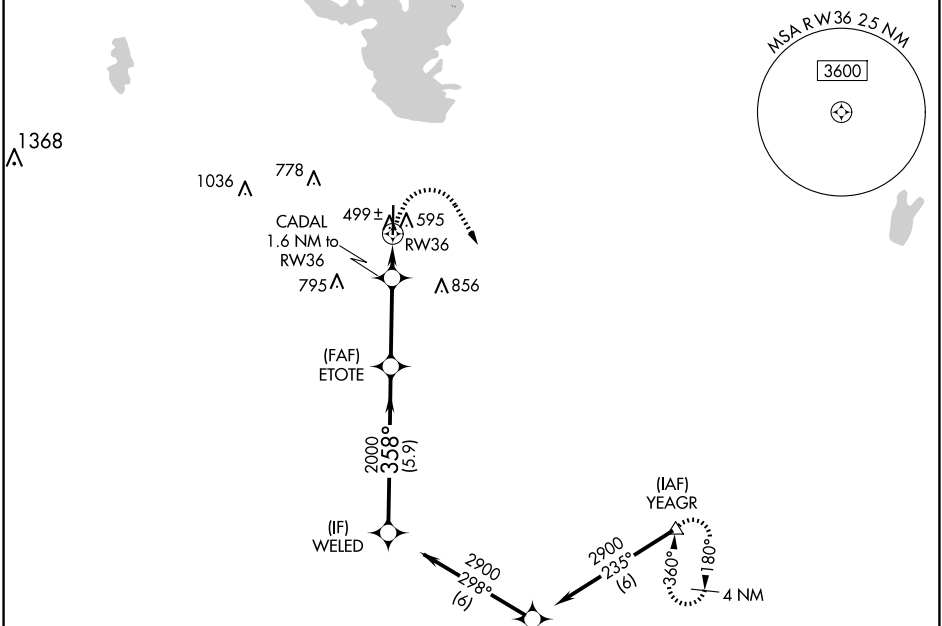 MSA RW36 25 NM
3600
1368
1036
778
499±
595
RW36
CADAL
1.6 NM to
RW36
795
856
(FAF)
ETOTE
2000
358°
(5.9)
(IF)
WELED
(IAF)
YEAGR
2900
235°
(6)
2900
298°
(6)
360°
180°
4 NM